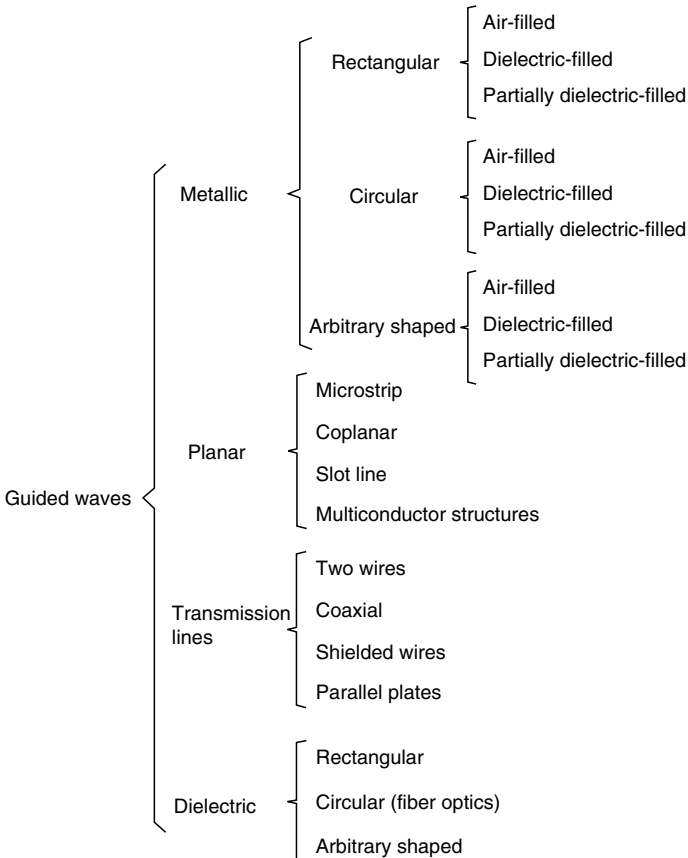 Guided waves
Metallic
Rectangular
Air-filled
Dielectric-filled
Partially dielectric-filled
Circular
Air-filled
Dielectric-filled
Partially dielectric-filled
Arbitrary shaped
Air-filled
Dielectric-filled
Partially dielectric-filled
Planar
Microstrip
Coplanar
Slot line
Multiconductor structures
Transmission
lines
Two wires
Coaxial
Shielded wires
Parallel plates
Dielectric
Rectangular
Circular (fiber optics)
Arbitrary shaped